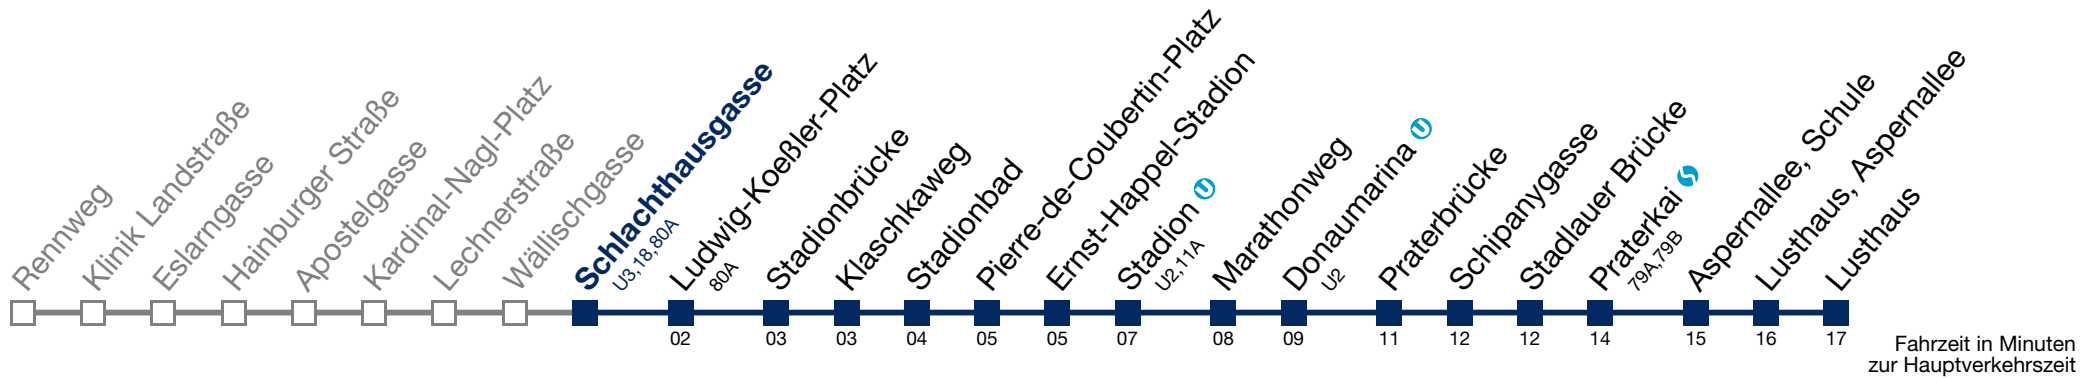 Rennweg
Klinik Landstraße
Eslarngasse
Hainburger Straße
Apostelgasse
Kardinal-Nagl-Platz
Lechnerstraße
Wällischgasse
Schlachthausgasse
U3,18,80A
Ludwig-Koeßler-Platz
80A
Stadionbrücke
Klaschkaweg
Stadionbad
Pierre-de-Coubertin-Platz
Ernst-Happel-Stadion
Stadion U
U2,11A
Marathonweg
Donaumarina U
U2
Praterbrücke
Schipanygasse
Stadlauer Brücke
Praterkai S
79A,79B
Aspernallee, Schule
Lusthaus, Aspernallee
Lusthaus
02 03 03 04 05 05 07 08 09 11 12 12 14 15 16 17
Fahrzeit in Minuten
zur Hauptverkehrszeit